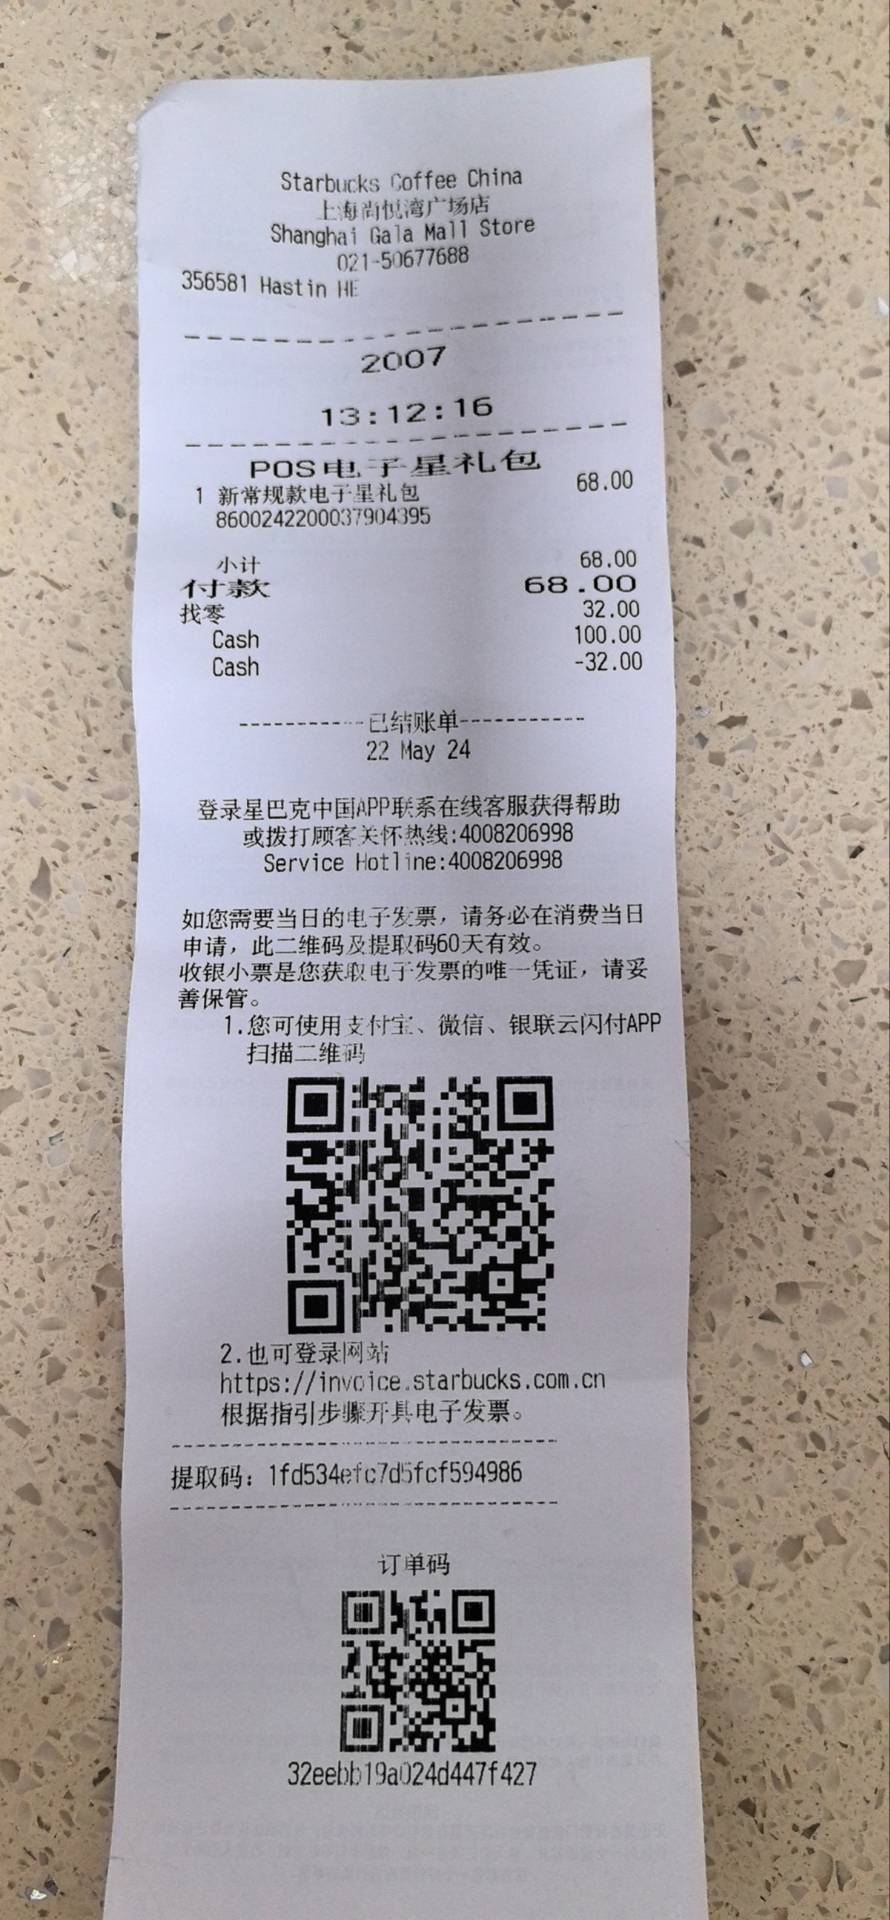 Starbucks Coffee China
上海尚悦湾广场店
Shanghai Gala Mall Store
021-50677688
356581 Hastin HE
2007
13:12:16
POS电子星礼包
1 新常规款电子星礼包 68.00
8600242200037904395
小计 68.00
付款 68.00
找零 32.00
Cash 100.00
Cash -32.00
-----------已结账单-----------
22 May 24
登录星巴克中国APP联系在线客服获得帮助
或拨打顾客关怀热线:4008206998
Service Hotline:4008206998
如您需要当日的电子发票，请务必在消费当日
申请，此二维码及提取码60天有效。
收银小票是您获取电子发票的唯一凭证，请妥
善保管。
1.您可使用支付宝、微信、银联云闪付APP
扫描二维码
2.也可登录网站
https://invoice.starbucks.com.cn
根据指引步骤开具电子发票。
提取码：1fd534efc7d5fcf594986
订单码
32eebb19a024d447f427